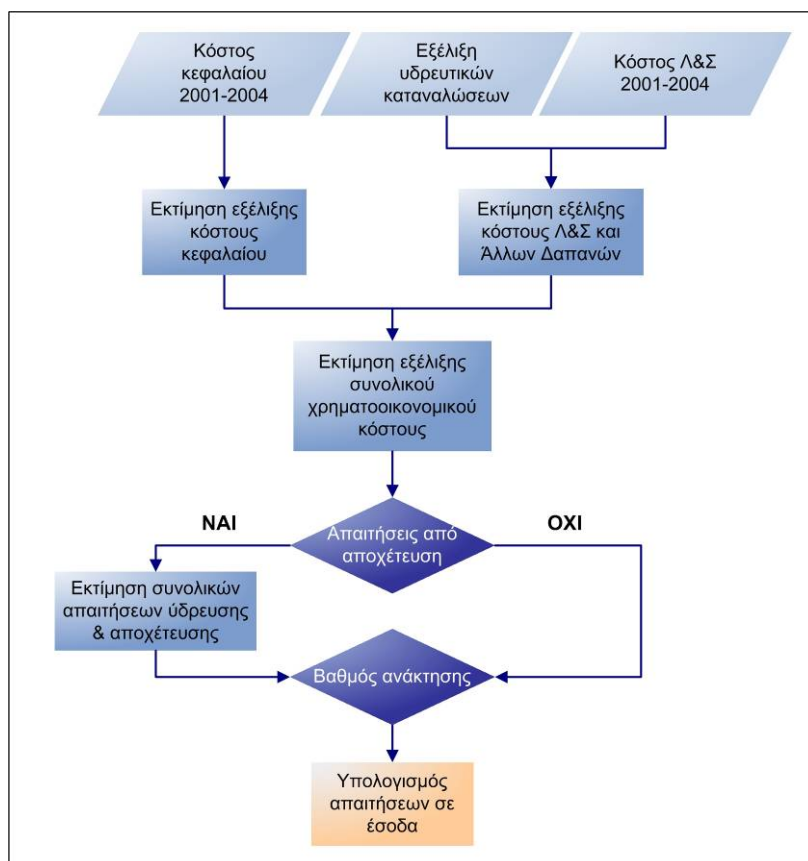 Κόστος
κεφαλαίου
2001-2004
Εξέλιξη
υδρευτικών
καταναλώσεων
Κόστος Λ&Σ
2001-2004
Εκτίμηση εξέλιξης
κόστους
κεφαλαίου
Εκτίμηση εξέλιξης
κόστους Λ&Σ και
Άλλων Δαπανών
Εκτίμηση εξέλιξης
συνολικού
χρηματοοικονομικού
κόστους
ΝΑΙ
Απαιτήσεις από
αποχέτευση
ΟΧΙ
Εκτίμηση συνολικών
απαιτήσεων ύδρευσης
& αποχέτευσης
Βαθμός ανάκτησης
Υπολογισμός
απαιτήσεων σε
έσοδα